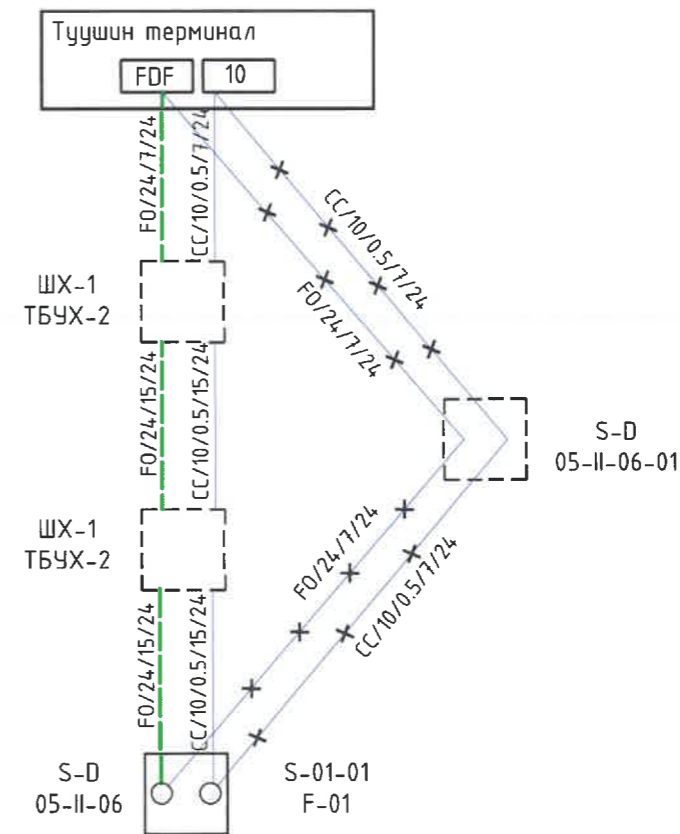 Туушин терминал
FDF
10
FO/24/7/24
CC/10/0.5/7/24
CC/10/0.5/7/24
FO/24/7/24
ШХ-1
ТБҮХ-2
FO/24/15/24
CC/10/0.5/15/24
S-D
05-II-06-01
ШХ-1
ТБҮХ-2
FO/24/7/24
CC/10/0.5/7/24
FO/24/15/24
CC/10/0.5/15/24
S-D
05-II-06
S-01-01
F-01